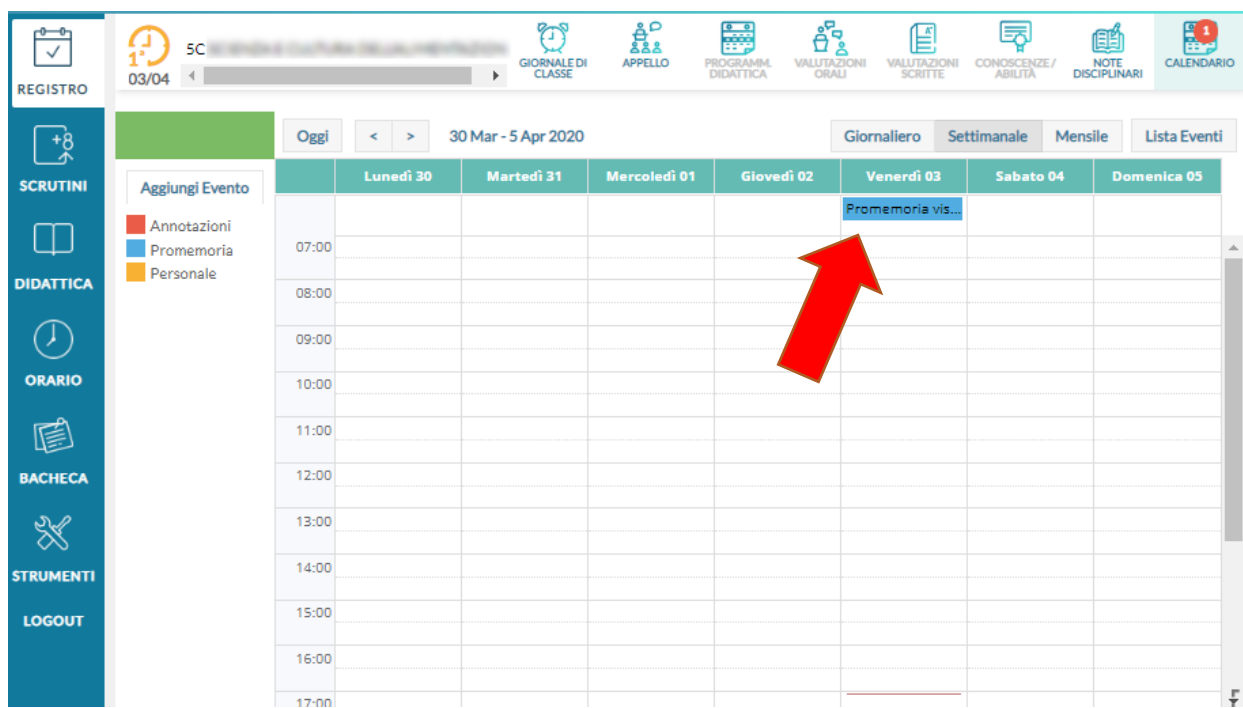 REGISTRO
SCRUTINI
DIDATTICA
ORARIO
BACHECA
STRUMENTI
LOGOUT
1°
03/04
5C
GIORNALE DI CLASSE
APPELLO
PROGRAMM. DIDATTICA
VALUTAZIONI ORALI
VALUTAZIONI SCRITTE
CONOSCENZE / ABILITÀ
NOTE DISCIPLINARI
1
CALENDARIO
Oggi < > 30 Mar - 5 Apr 2020 Giornaliero Settimanale Mensile Lista Eventi
Aggiungi Evento
Annotazioni
Promemoria
Personale
Lunedì 30 Martedì 31 Mercoledì 01 Giovedì 02 Venerdì 03 Sabato 04 Domenica 05
Promemoria vis...
07:00
08:00
09:00
10:00
11:00
12:00
13:00
14:00
15:00
16:00
17:00